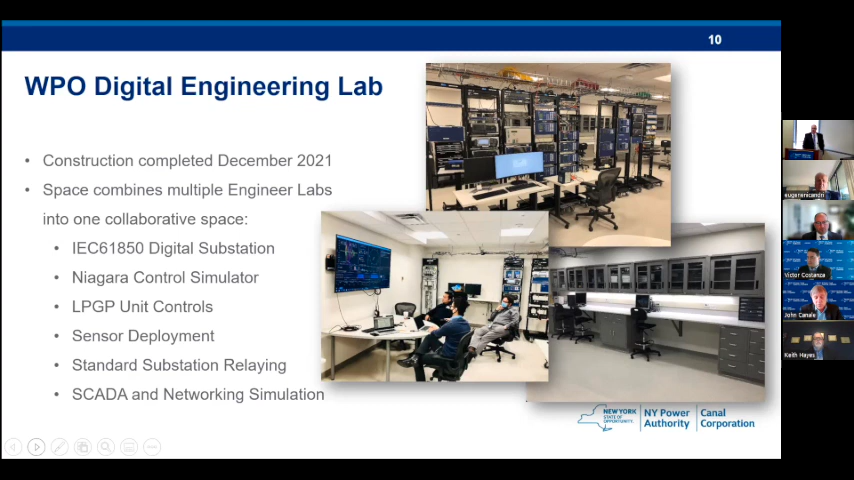 10
WPO Digital Engineering Lab
• Construction completed December 2021
• Space combines multiple Engineer Labs
into one collaborative space:
• IEC61850 Digital Substation
• Niagara Control Simulator
• LPGP Unit Controls
• Sensor Deployment
• Standard Substation Relaying
• SCADA and Networking Simulation
NEW YORK
STATE OF
OPPORTUNITY.
NY Power
Authority
Canal
Corporation
eugenenicandri
Victor Costanza
John Canale
Keith Hayes